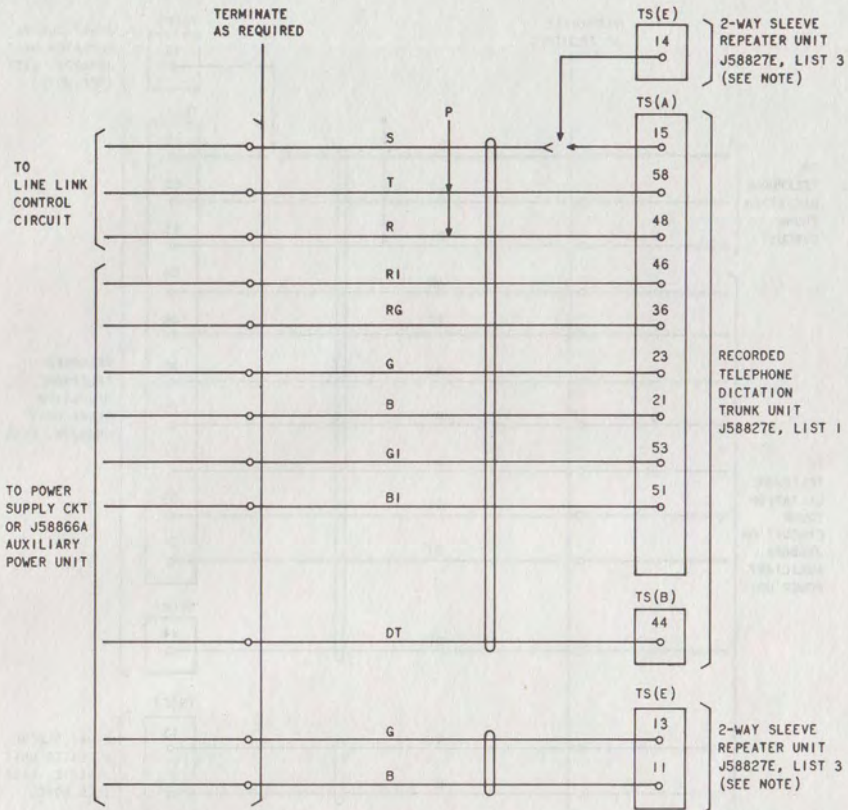 TERMINATE
AS REQUIRED
TS(E)
14
2-WAY SLEEVE
REPEATER UNIT
J58827E, LIST 3
(SEE NOTE)
TS(A)
P
S
15
T
58
R
48
TO
LINE LINK
CONTROL
CIRCUIT
R1
46
RG
36
G
23
B
21
G1
53
B1
51
RECORDED
TELEPHONE
DICTATION
TRUNK UNIT
J58827E, LIST 1
TO POWER
SUPPLY CKT
OR J58866A
AUXILIARY
POWER UNIT
TS(B)
DT
44
TS(E)
G
13
B
11
2-WAY SLEEVE
REPEATER UNIT
J58827E, LIST 3
(SEE NOTE)